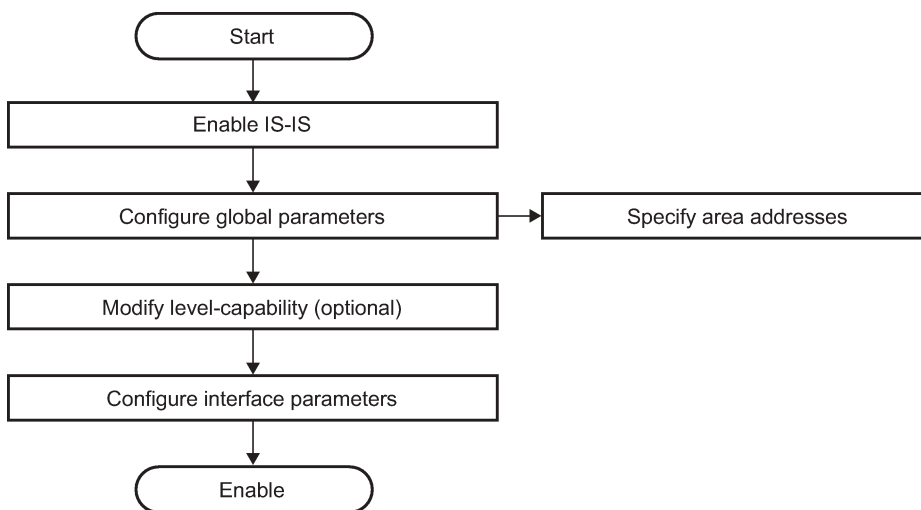 Start
Enable IS-IS
Configure global parameters
Specify area addresses
Modify level-capability (optional)
Configure interface parameters
Enable